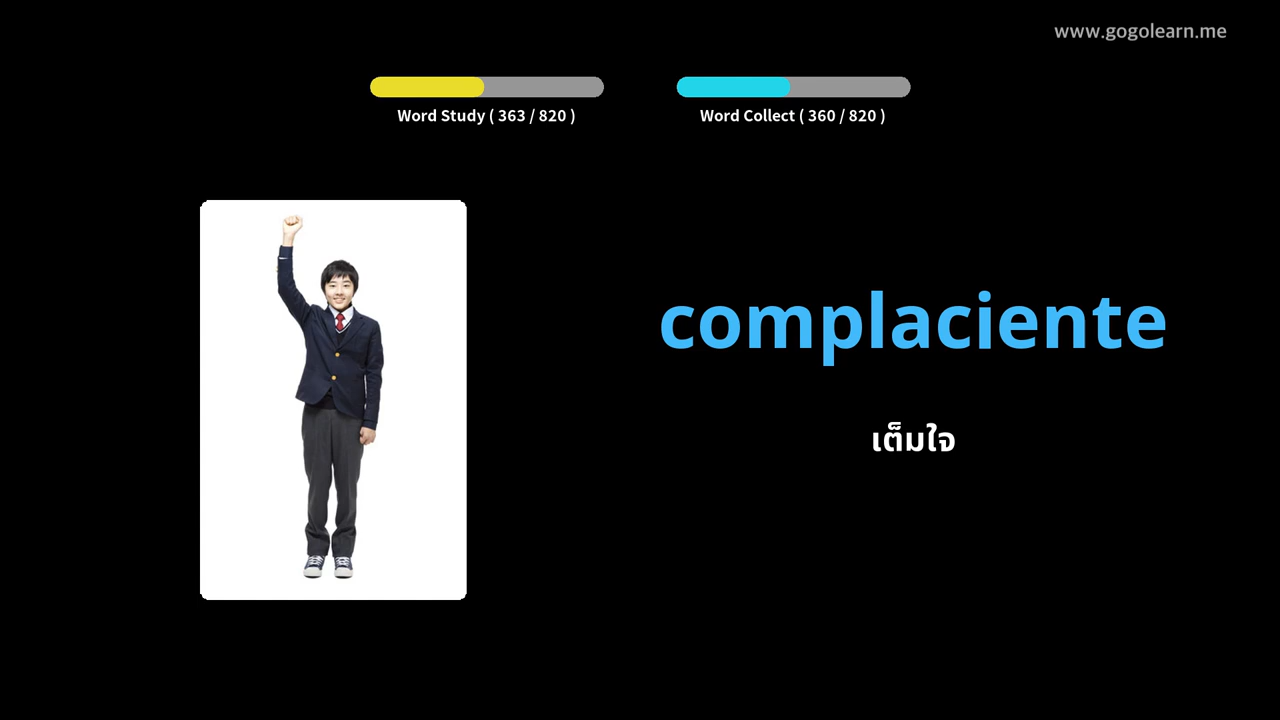 www.gogolearn.me
Word Study ( 363 / 820 )
Word Collect ( 360 / 820 )
complaciente
เต็มใจ